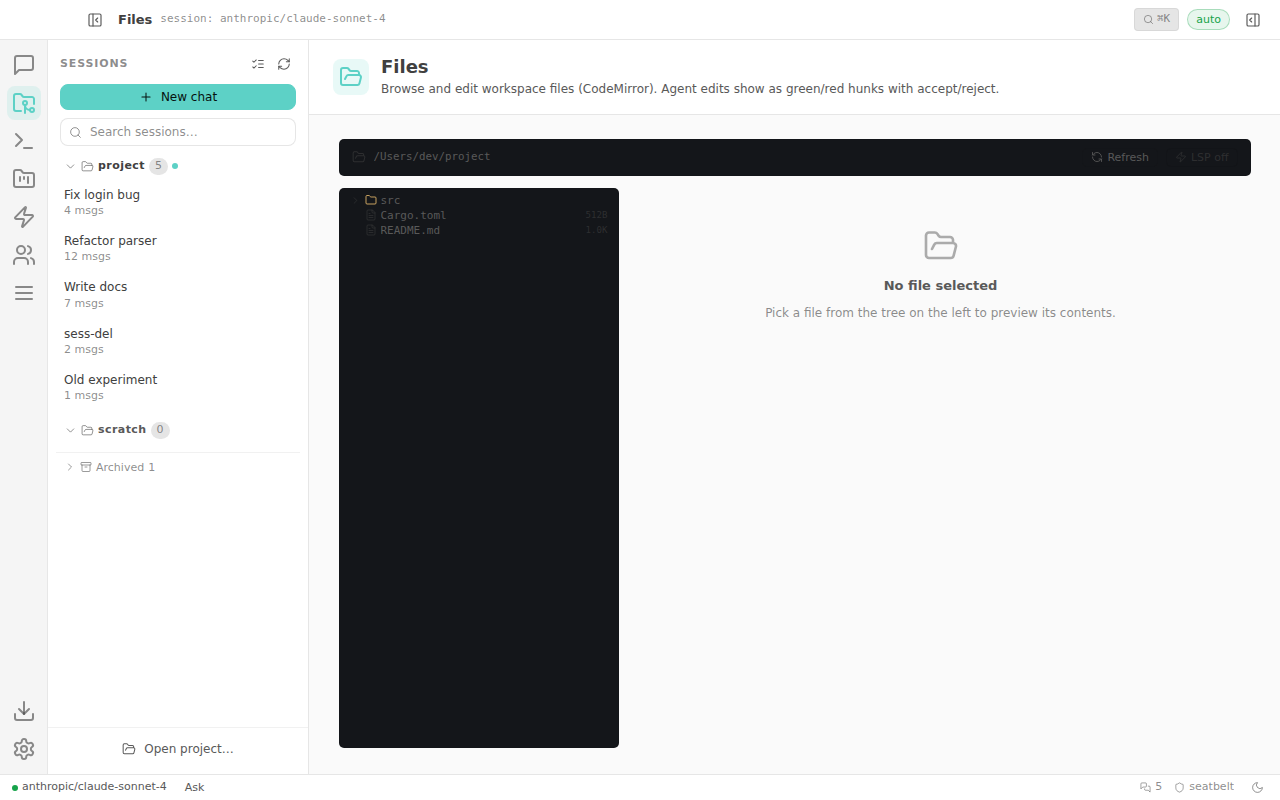 Files session: anthropic/claude-sonnet-4
⌘K
auto
SESSIONS
New chat
Search sessions…
project 5
Fix login bug
4 msgs
Refactor parser
12 msgs
Write docs
7 msgs
sess-del
2 msgs
Old experiment
1 msgs
scratch 0
Archived 1
Open project…
Files
Browse and edit workspace files (CodeMirror). Agent edits show as green/red hunks with accept/reject.
/Users/dev/project
Refresh
LSP off
src
Cargo.toml 512B
README.md 1.0K
No file selected
Pick a file from the tree on the left to preview its contents.
anthropic/claude-sonnet-4 Ask
5 seatbelt